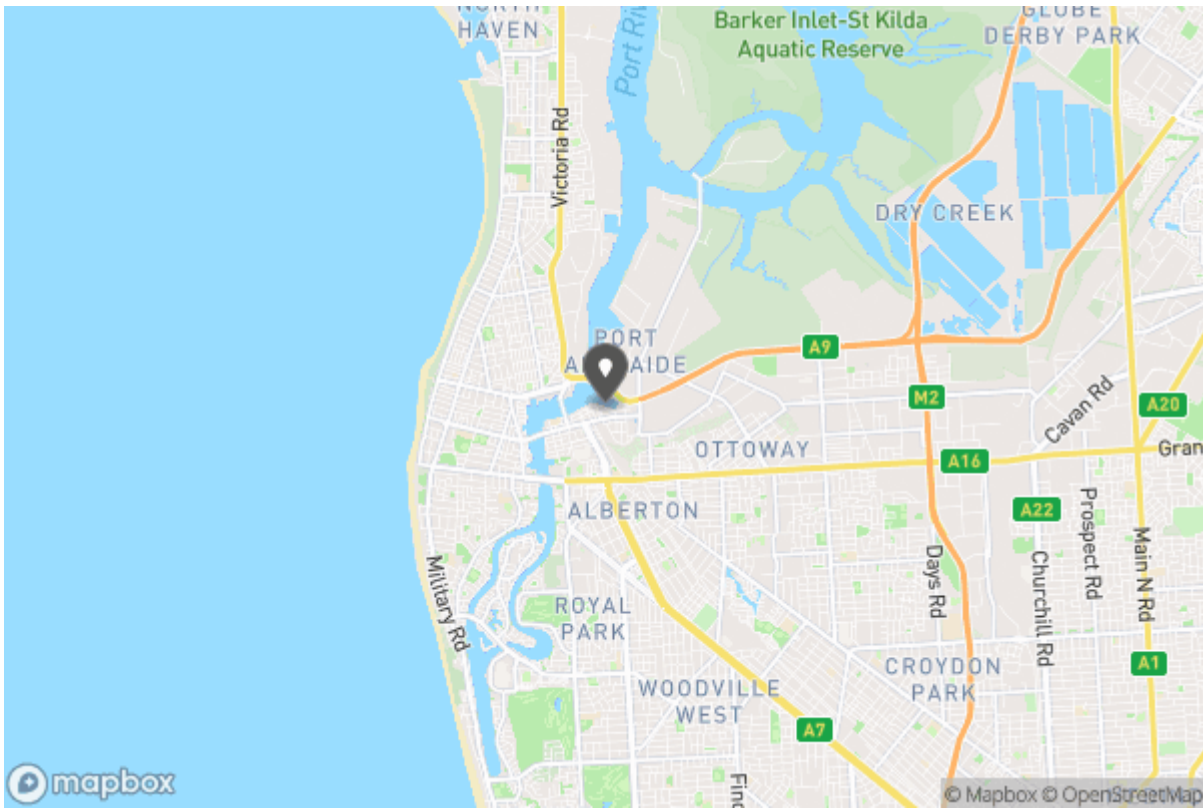 NORTH
HAVEN
Port Riv
Barker Inlet-St Kilda
Aquatic Reserve
GLOBE
DERBY PARK
Victoria Rd
DRY CREEK
PORT
A
AIDE
A9
M2
Cavan Rd
A20
OTTOWAY
A16
Gran
ALBERTON
A22
Prospect Rd
Main N Rd
Military Rd
Days Rd
Churchill Rd
ROYAL
PARK
CROYDON
PARK
A1
WOODVILLE
WEST
A7
Find
mapbox
© Mapbox © OpenStreetMap